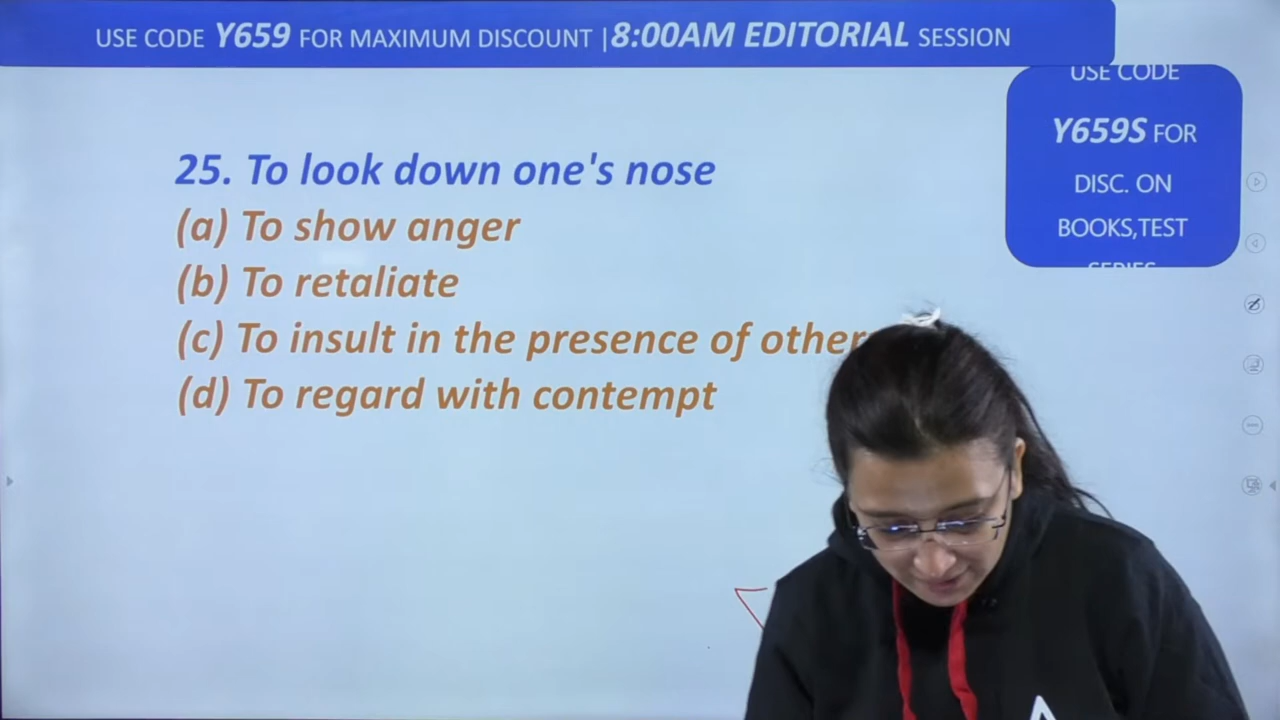 USE CODE Y659 FOR MAXIMUM DISCOUNT |8:00AM EDITORIAL SESSION
USE CODE
Y659S FOR
DISC. ON
BOOKS,TEST
SERIES
25. To look down one's nose
(a) To show anger
(b) To retaliate
(c) To insult in the presence of other
(d) To regard with contempt